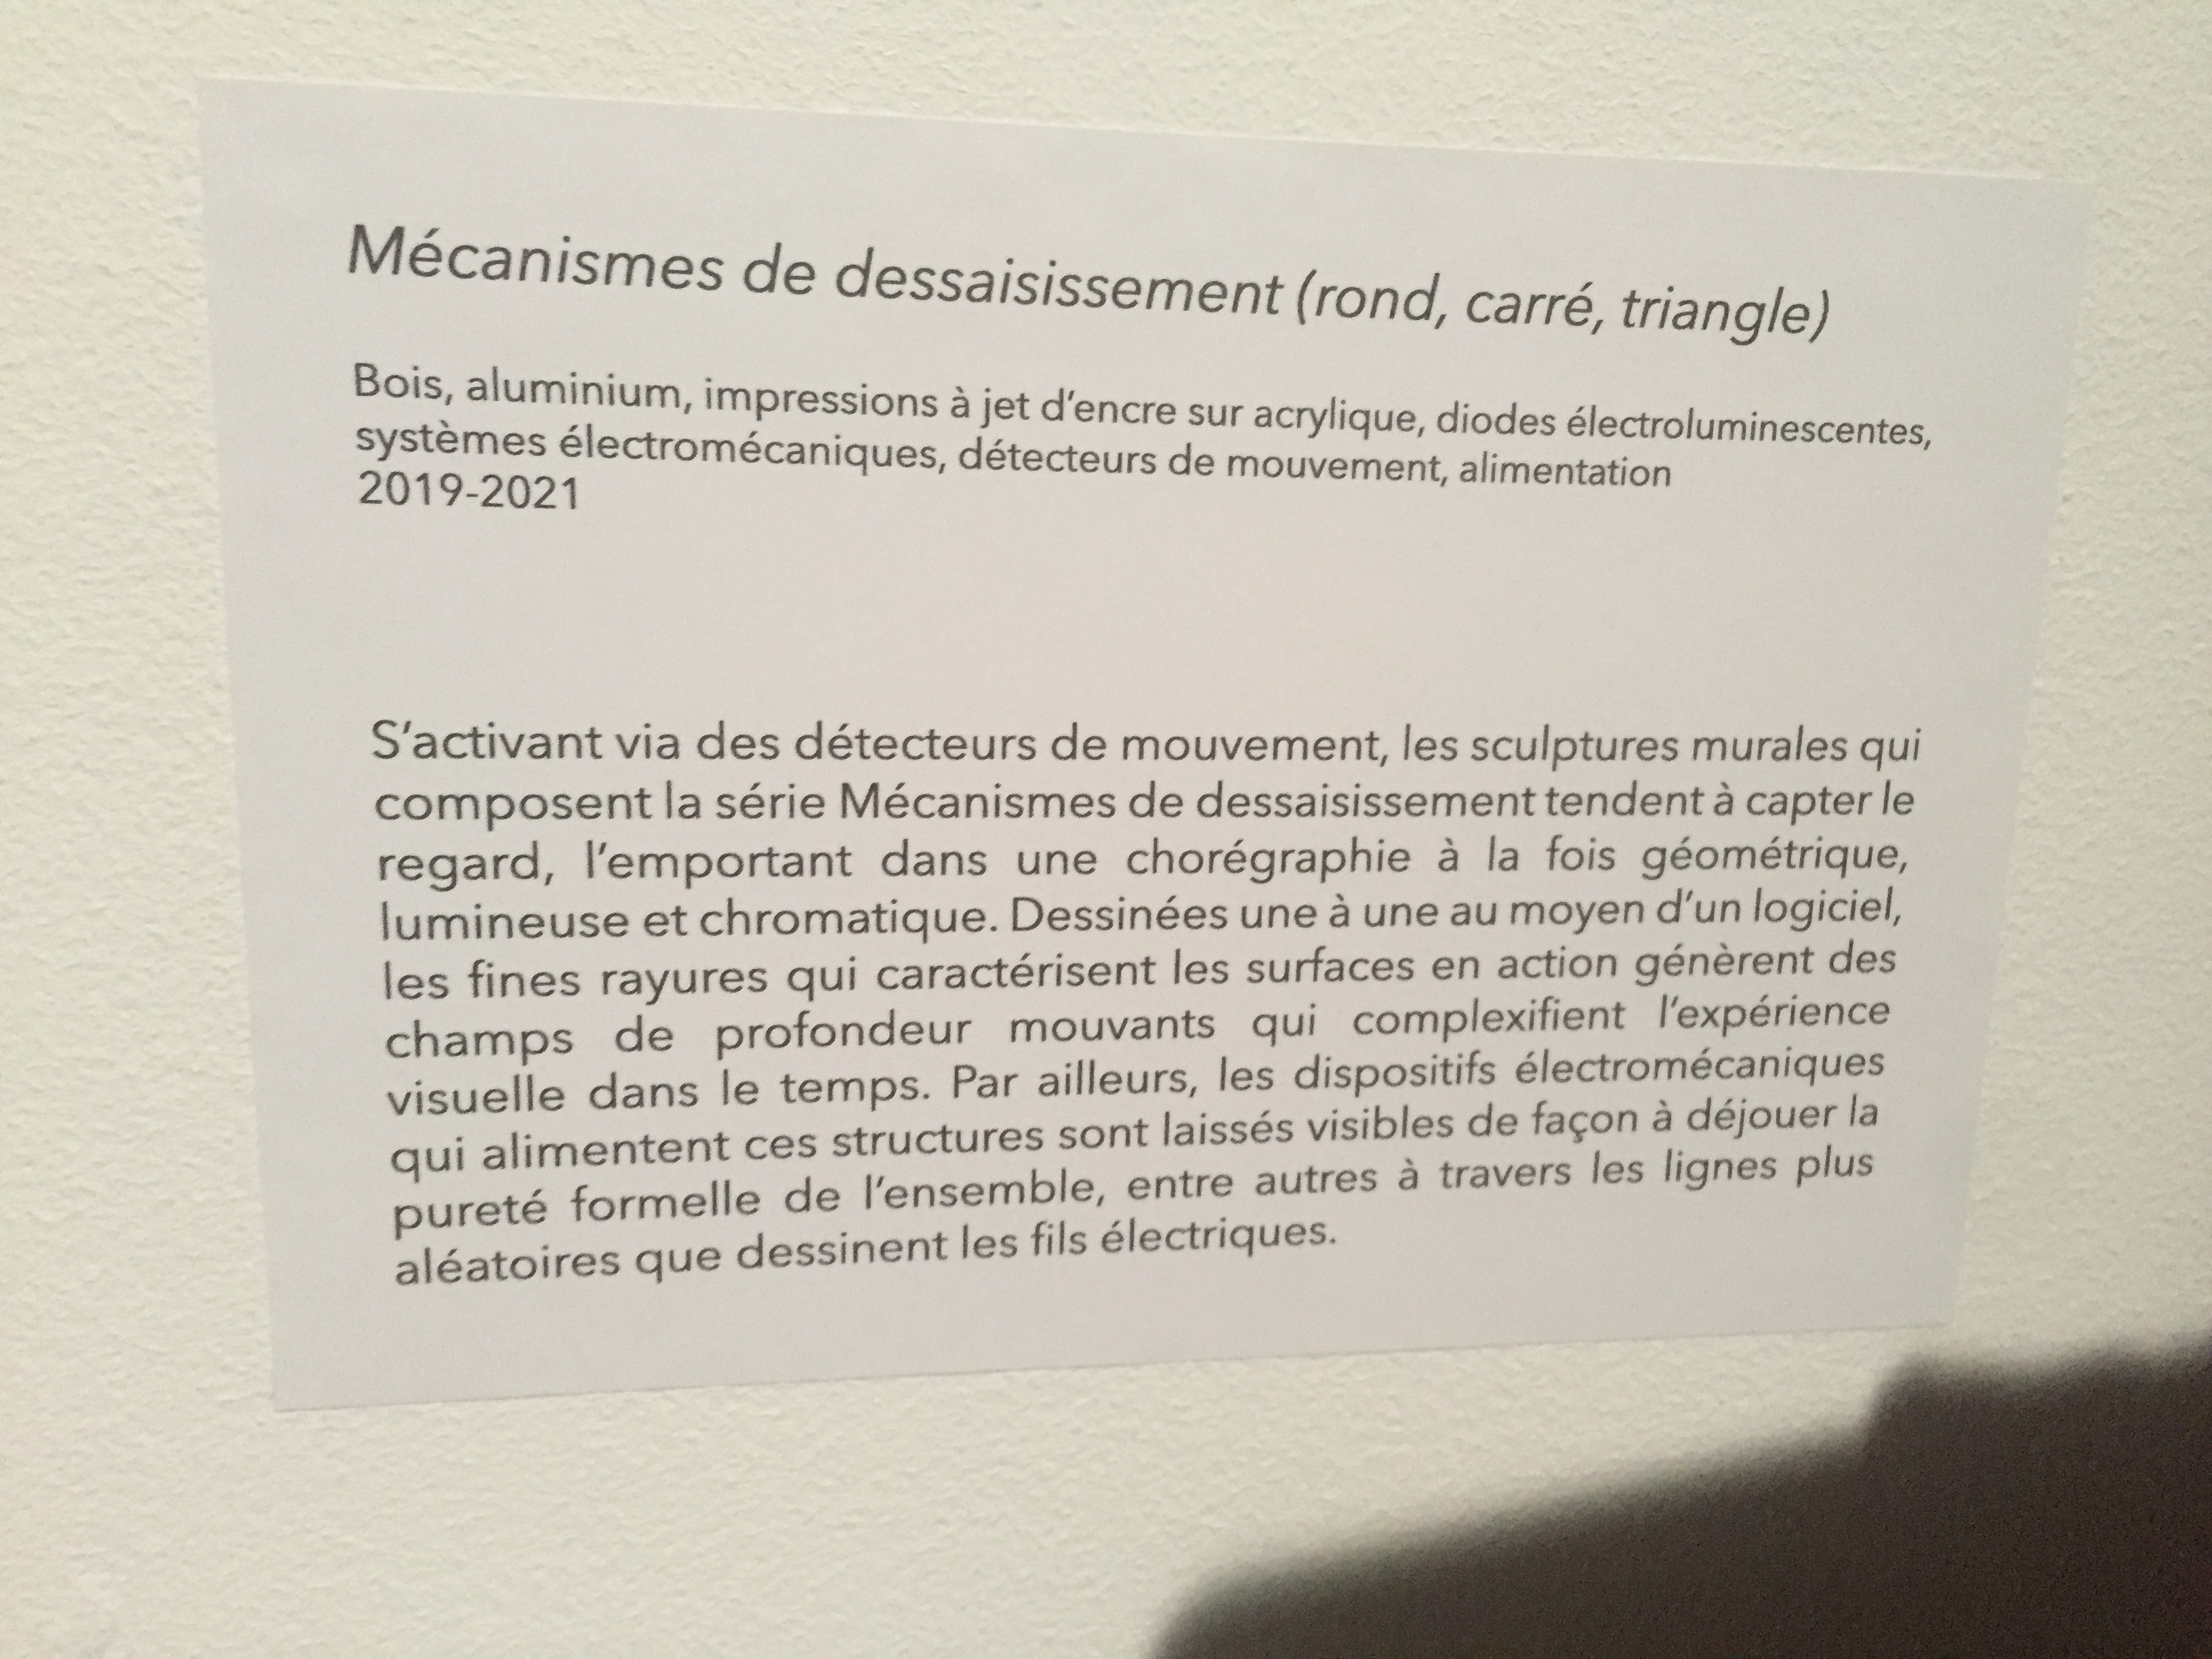 Mécanismes de dessaisissement (rond, carré, triangle)
Bois, aluminium, impressions à jet d'encre sur acrylique, diodes électroluminescentes,
systèmes électromécaniques, détecteurs de mouvement, alimentation
2019-2021
S'activant via des détecteurs de mouvement, les sculptures murales qui
composent la série Mécanismes de dessaisissement tendent à capter le
regard, l'emportant dans une chorégraphie à la fois géométrique,
lumineuse et chromatique. Dessinées une à une au moyen d'un logiciel,
les fines rayures qui caractérisent les surfaces en action génèrent des
champs de profondeur mouvants qui complexifient l'expérience
visuelle dans le temps. Par ailleurs, les dispositifs électromécaniques
qui alimentent ces structures sont laissés visibles de façon à déjouer la
pureté formelle de l'ensemble, entre autres à travers les lignes plus
aléatoires que dessinent les fils électriques.